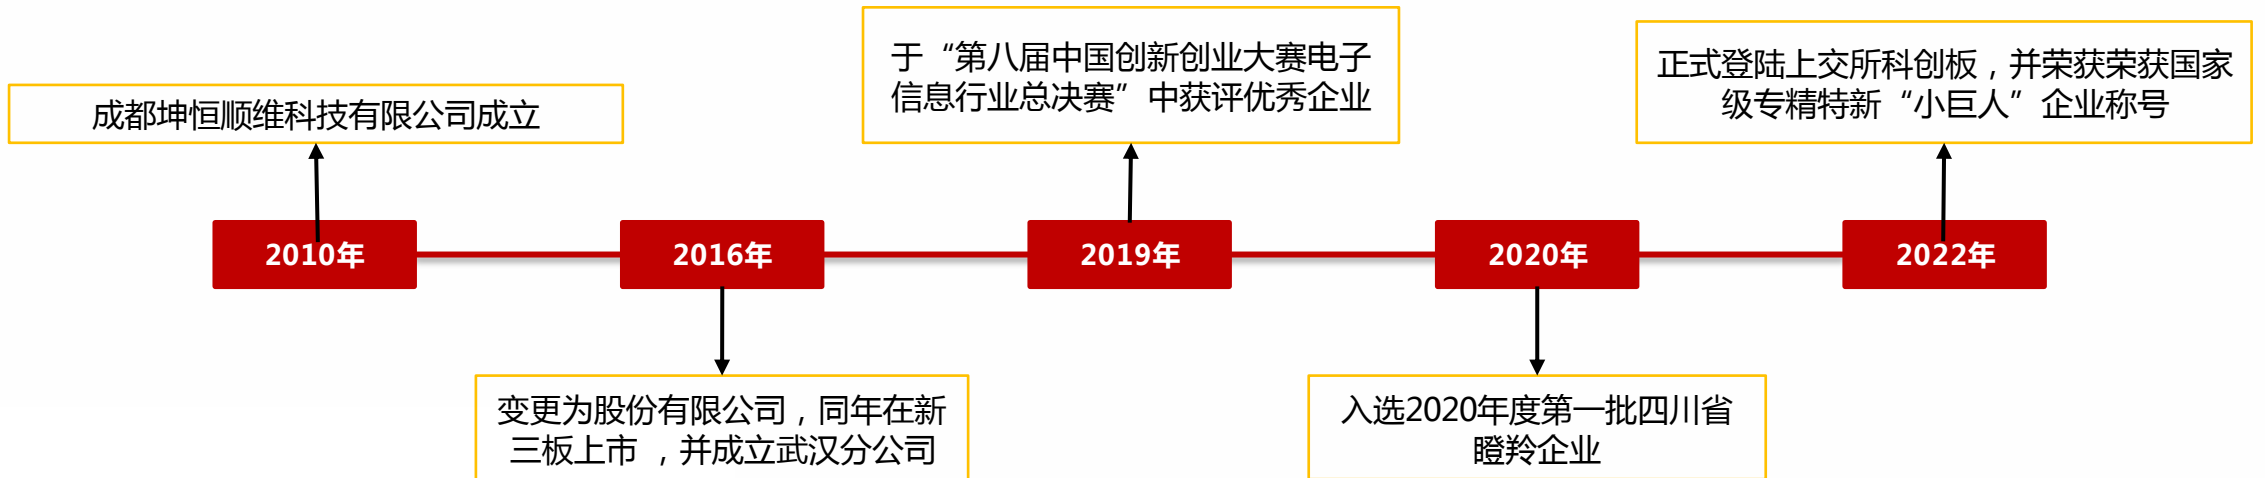 于“第八届中国创新创业大赛电子
信息行业总决赛”中获评优秀企业
正式登陆上交所科创板，并荣获荣获国家
级专精特新“小巨人”企业称号
成都坤恒顺维科技有限公司成立
2010年
2016年
2019年
2020年
2022年
变更为股份有限公司，同年在新
三板上市 ，并成立武汉分公司
入选2020年度第一批四川省
瞪羚企业